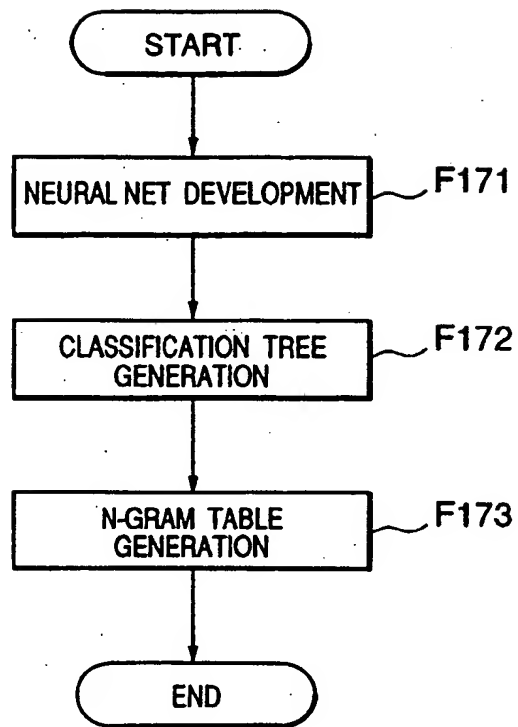 START
NEURAL NET DEVELOPMENT
F171
CLASSIFICATION TREE
GENERATION
F172
N-GRAM TABLE
GENERATION
F173
END